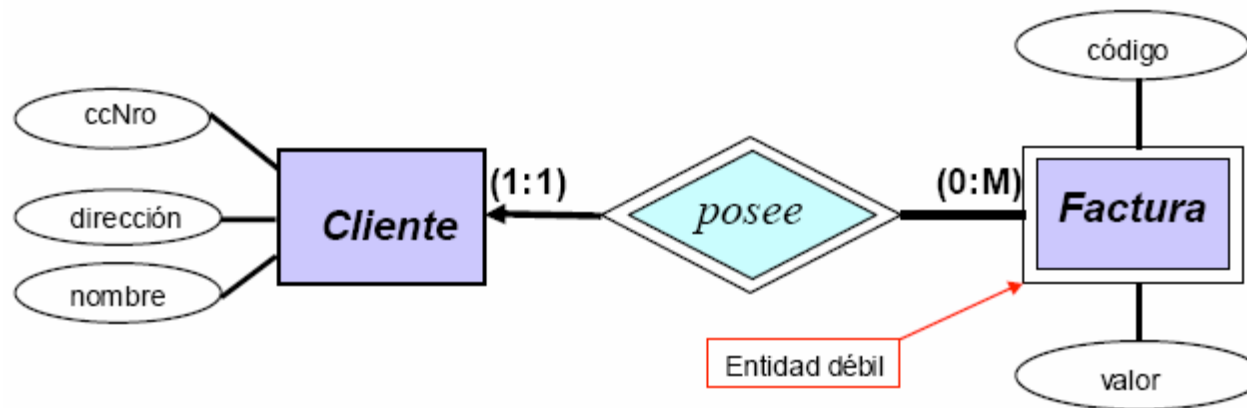 código
ccNro
(1:1)
(0:M)
dirección
Cliente
posee
Factura
nombre
Entidad débil
valor